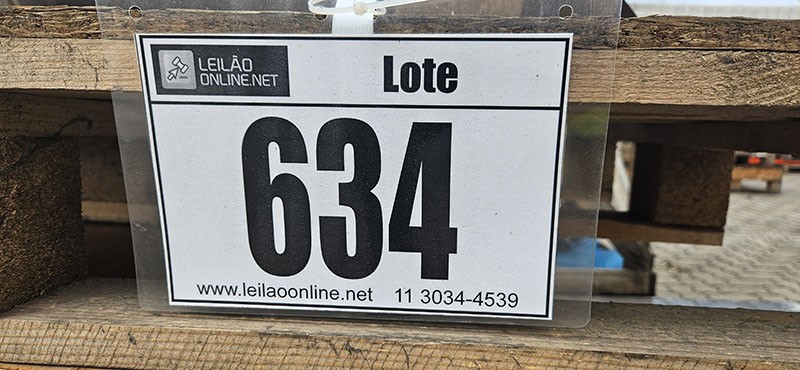 LEILÃO
ONLINE.NET
Lote
634
www.leilaoonline.net 11 3034-4539